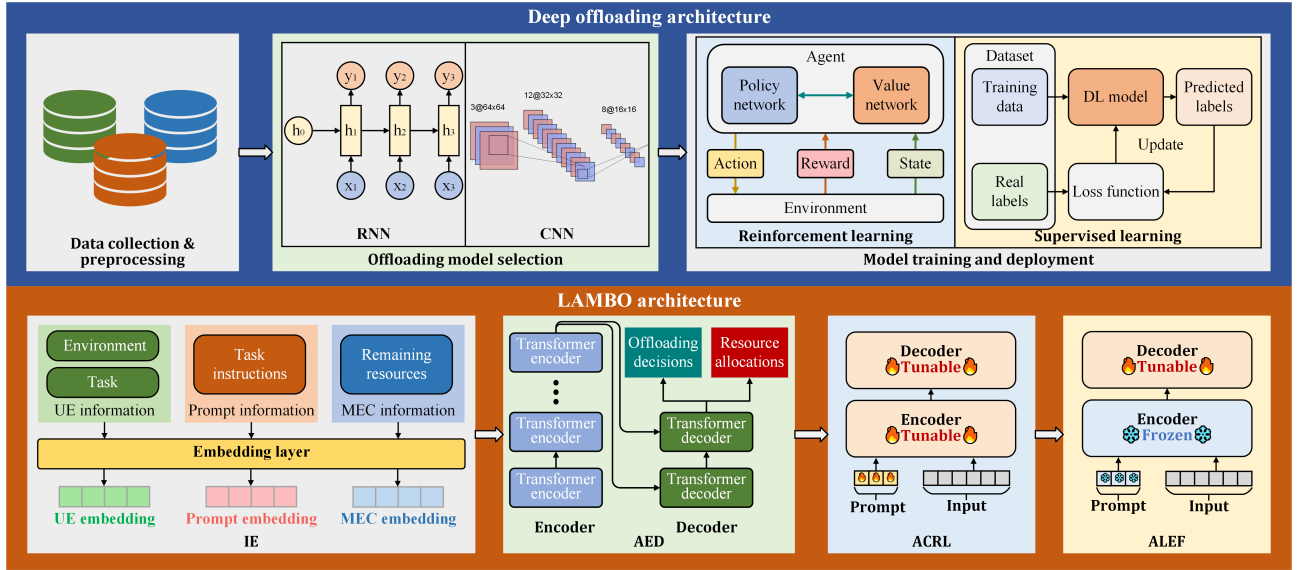 Deep offloading architecture
Data collection &
preprocessing
y1
y2
y3
h0
h1
h2
h3
x1
x2
x3
RNN
3@64x64
12@32x32
8@16x16
CNN
Offloading model selection
Agent
Policy
network
Value
network
Action
Reward
State
Environment
Reinforcement learning
Dataset
Training
data
DL model
Predicted
labels
Update
Real
labels
Loss function
Supervised learning
Model training and deployment
LAMBO architecture
Environment
Task
UE information
Task
instructions
Prompt information
Remaining
resources
MEC information
Embedding layer
UE embedding
Prompt embedding
MEC embedding
IE
Transformer
encoder
Transformer
encoder
Transformer
encoder
Encoder
Offloading
decisions
Resource
allocations
Transformer
decoder
Transformer
decoder
Decoder
AED
Decoder
Tunable
Encoder
Tunable
Prompt
Input
ACRL
Decoder
Tunable
Encoder
Frozen
Prompt
Input
ALEF